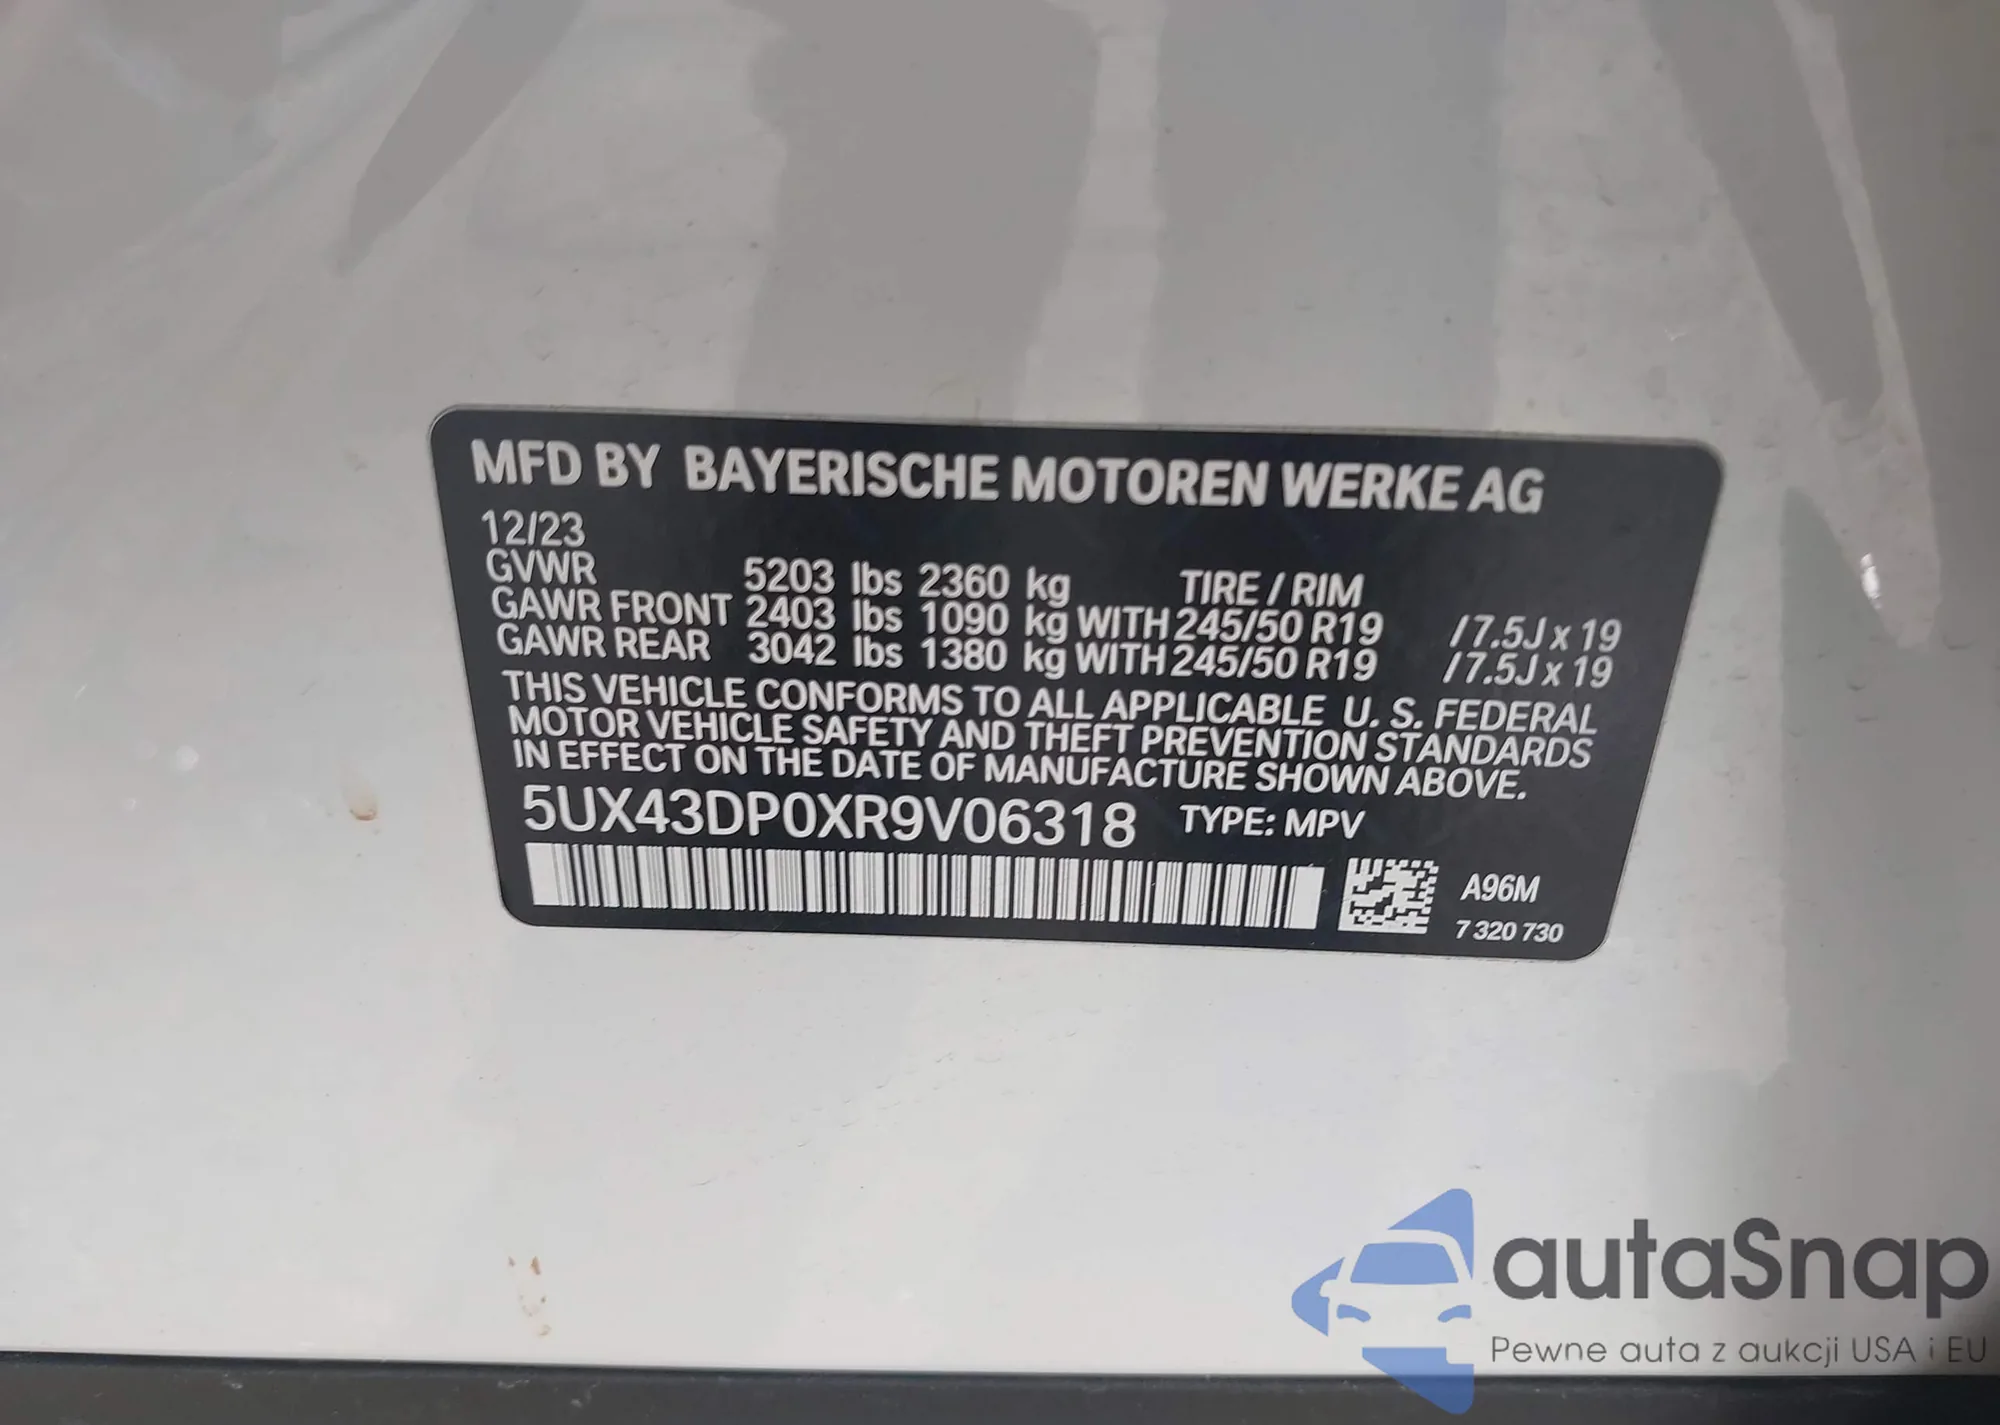 MFD BY BAYERISCHE MOTOREN WERKE AG
12/23
GVWR 5203 lbs 2360 kg TIRE / RIM
GAWR FRONT 2403 lbs 1090 kg WITH 245/50 R19 /7.5J x 19
GAWR REAR 3042 lbs 1380 kg WITH 245/50 R19 /7.5J x 19
THIS VEHICLE CONFORMS TO ALL APPLICABLE U. S. FEDERAL
MOTOR VEHICLE SAFETY AND THEFT PREVENTION STANDARDS
IN EFFECT ON THE DATE OF MANUFACTURE SHOWN ABOVE.
5UX43DP0XR9V06318 TYPE: MPV
A96M
7 320 730
autaSnap
Pewne auta z aukcji USA i EU